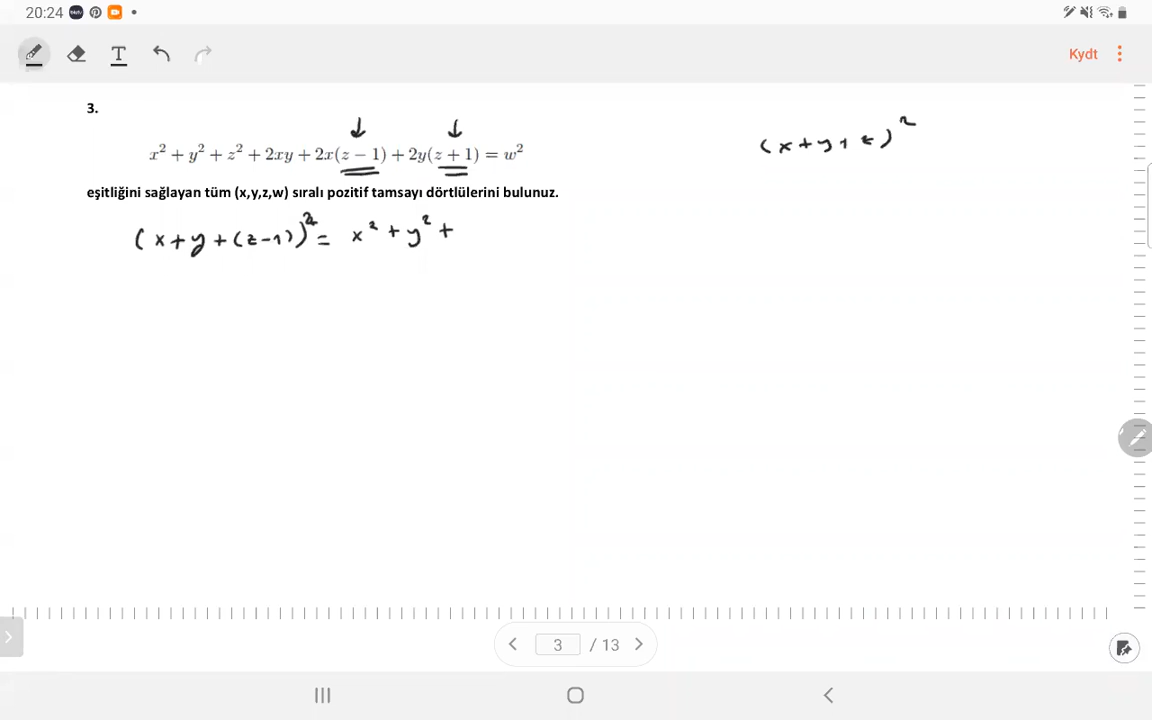 20:24
Kydt
3.
x² + y² + z² + 2xy + 2x(z − 1) + 2y(z + 1) = w²
(x+y+z)²
eşitliğini sağlayan tüm (x,y,z,w) sıralı pozitif tamsayı dörtlülerini bulunuz.
(x+y+(z-1))² = x² + y² +
3 / 13